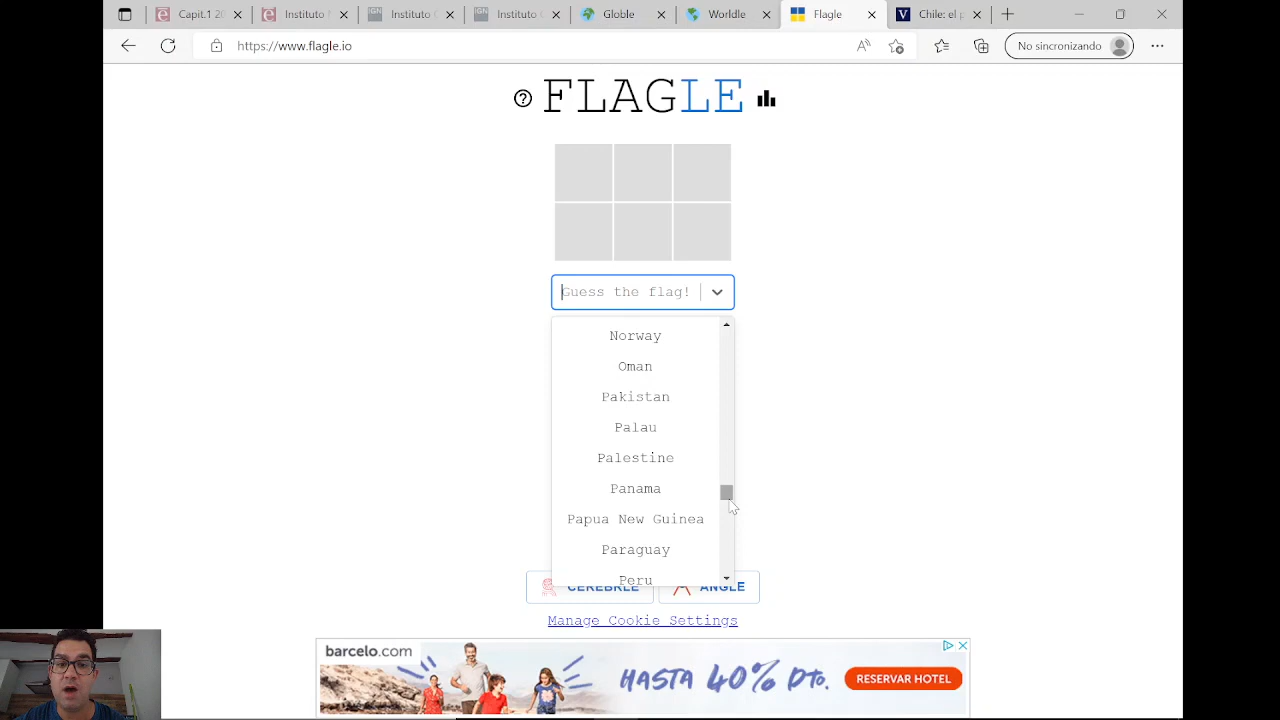 Capit.1 20
Instituto
Instituto
Instituto
Globle
Worldle
Flagle
Chile: el p
https://www.flagle.io
No sincronizando
FLAGLE
Guess the flag!
Norway
Oman
Pakistan
Palau
Palestine
Panama
Papua New Guinea
Paraguay
Peru
CEREBRLE
ANGLE
Manage Cookie Settings
barcelo.com
HASTA 40% DTO.
RESERVAR HOTEL